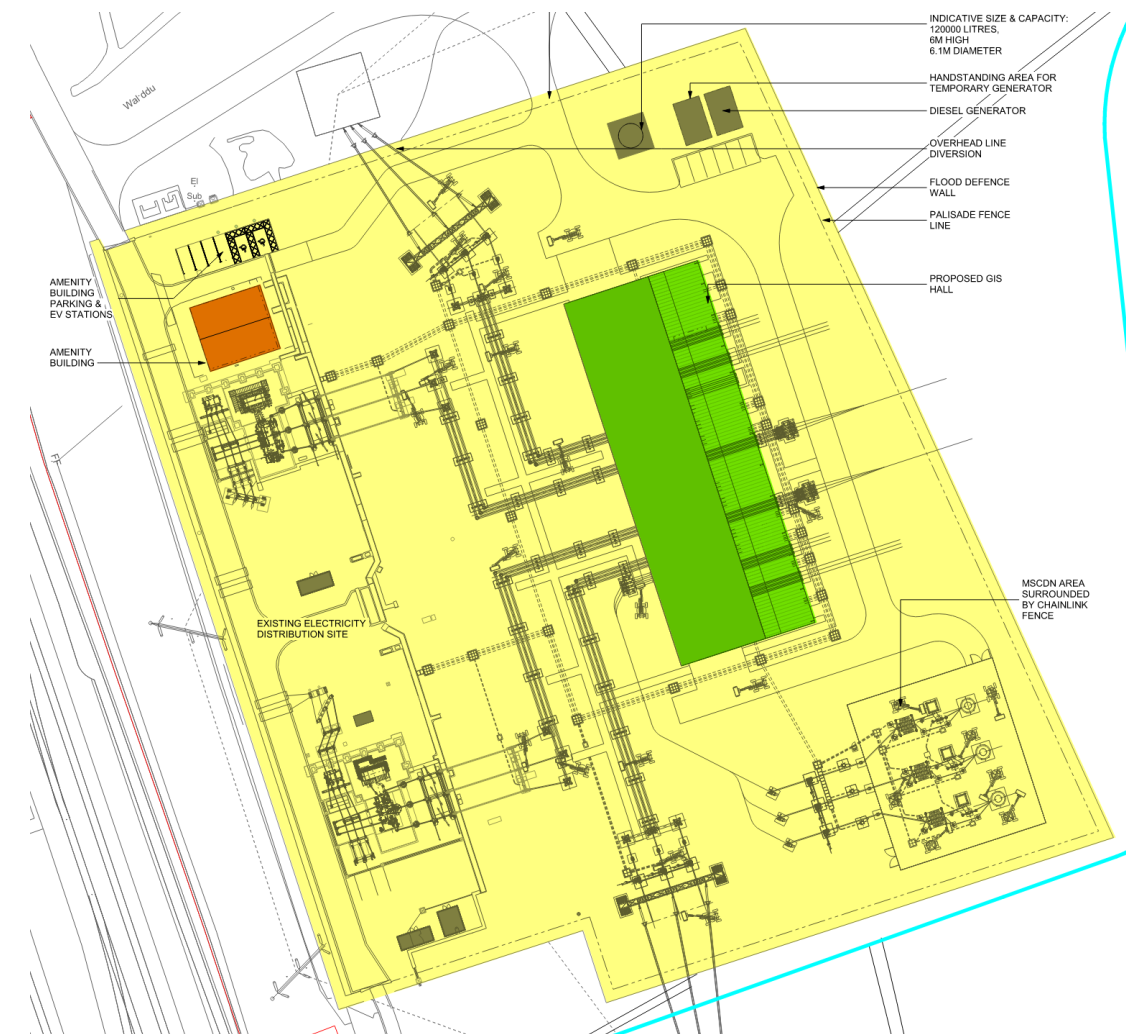 INDICATIVE SIZE & CAPACITY:
120000 LITRES,
6M HIGH
6.1M DIAMETER
HANDSTANDING AREA FOR
TEMPORARY GENERATOR
DIESEL GENERATOR
OVERHEAD LINE
DIVERSION
FLOOD DEFENCE
WALL
PALISADE FENCE
LINE
PROPOSED GIS
HALL
Wal'ddu
El
Sub
AMENITY
BUILDING
PARKING &
EV STATIONS
AMENITY
BUILDING
FF
EXISTING ELECTRICITY
DISTRIBUTION SITE
MSCDN AREA
SURROUNDED
BY CHAINLINK
FENCE